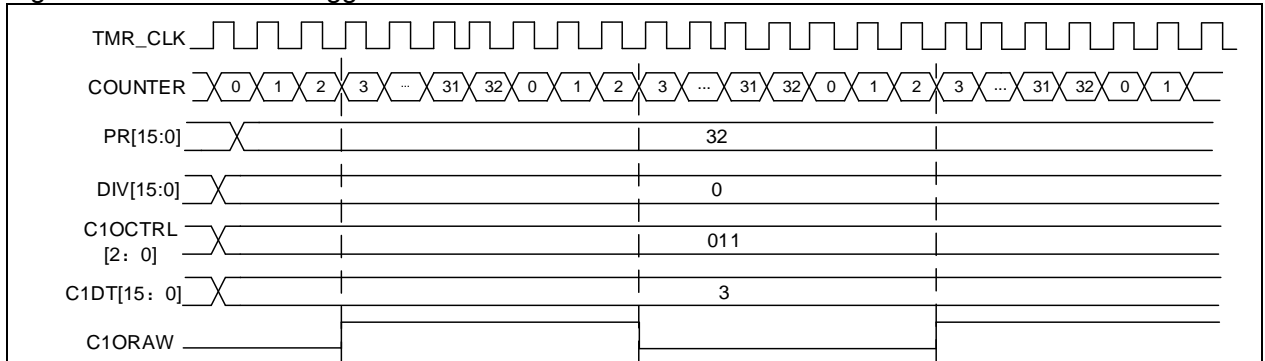 TMR_CLK
COUNTER 0 1 2 3 ... 31 32 0 1 2 3 ... 31 32 0 1 2 3 ... 31 32 0 1
PR[15:0] 32
DIV[15:0] 0
C1OCTRL
[2：0] 011
C1DT[15：0] 3
C1ORAW